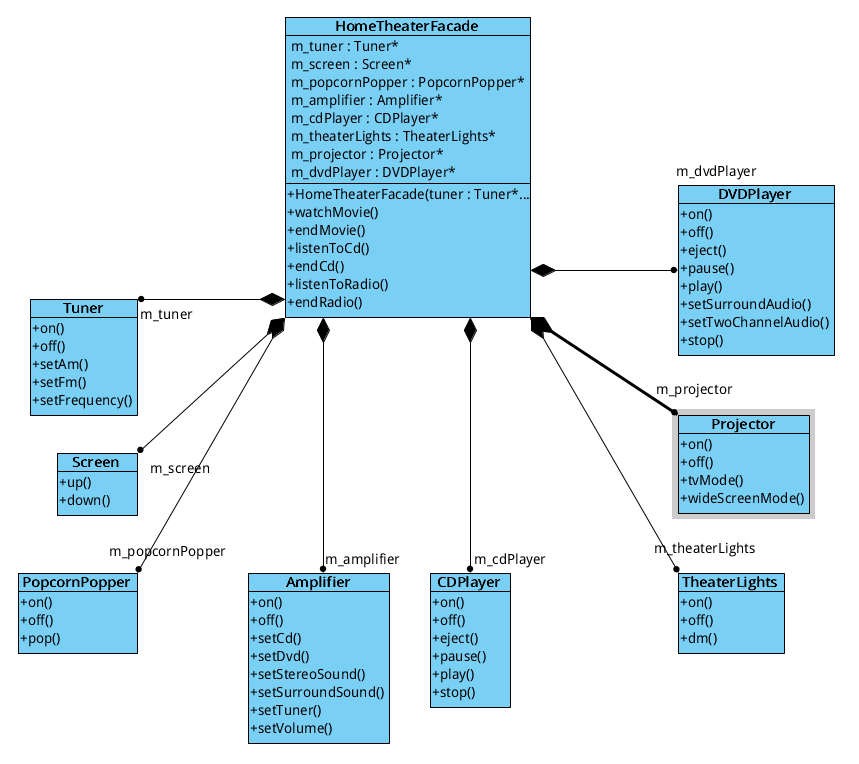 HomeTheaterFacade
m_tuner : Tuner*
m_screen : Screen*
m_popcornPopper : PopcornPopper*
m_amplifier : Amplifier*
m_cdPlayer : CDPlayer*
m_theaterLights : TheaterLights*
m_projector : Projector*
m_dvdPlayer : DVDPlayer*
+HomeTheaterFacade(tuner : Tuner*...
+watchMovie()
+endMovie()
+listenToCd()
+endCd()
+listenToRadio()
+endRadio()
m_dvdPlayer
DVDPlayer
+on()
+off()
+eject()
+pause()
+play()
+setSurroundAudio()
+setTwoChannelAudio()
+stop()
m_tuner
Tuner
+on()
+off()
+setAm()
+setFm()
+setFrequency()
m_projector
Projector
+on()
+off()
+tvMode()
+wideScreenMode()
m_screen
Screen
+up()
+down()
m_popcornPopper
PopcornPopper
+on()
+off()
+pop()
m_amplifier
Amplifier
+on()
+off()
+setCd()
+setDvd()
+setStereoSound()
+setSurroundSound()
+setTuner()
+setVolume()
m_cdPlayer
CDPlayer
+on()
+off()
+eject()
+pause()
+play()
+stop()
m_theaterLights
TheaterLights
+on()
+off()
+dm()